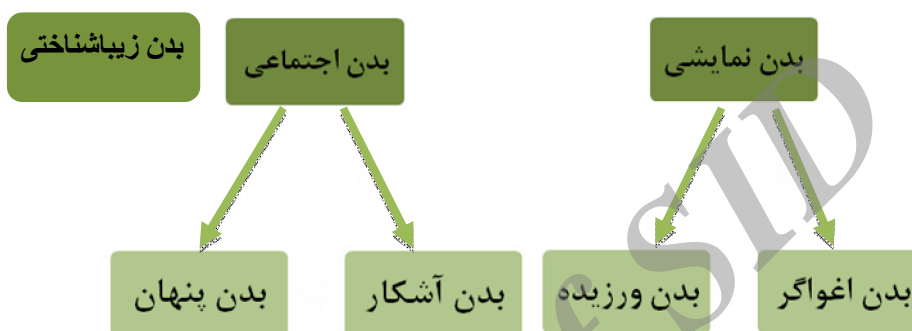 بدن نمایشی
بدن اجتماعی
بدن زیباشناختی
بدن اغواگر
بدن ورزیده
بدن آشکار
بدن پنهان
f SID